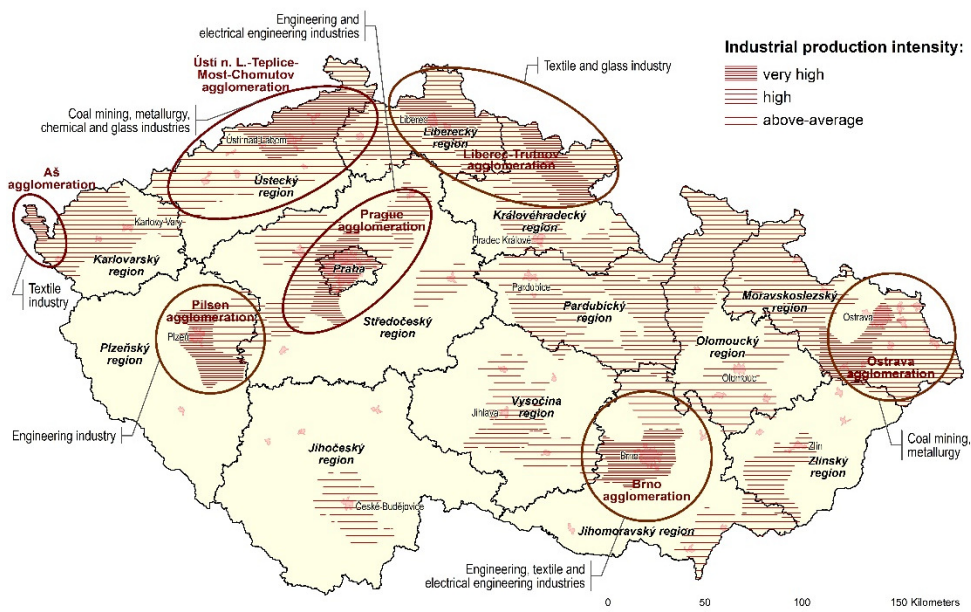 Engineering and
electrical engineering industries
Industrial production intensity:
very high
high
above-average
Ústí n. L.-Teplice-
Most-Chomutov
agglomeration
Textile and glass industry
Coal mining, metallurgy,
chemical and glass industries
Liberec
Liberecký
region
Ústí nad Labem
Liberec-Trutnov
agglomeration
Aš
agglomeration
Ústecký
region
Karlovy Vary
Prague
agglomeration
Královéhradecký
region
Hradec Králové
Karlovarský
region
Praha
Textile
industry
Pardubice
Pardubický
region
Moravskoslezský
region
Pilsen
agglomeration
Plzeň
Středočeský
region
Ostrava
Plzeňský
region
Olomoucký
region
Ostrava
agglomeration
Olomouc
Vysočina
region
Jihlava
Engineering industry
Jihočeský
region
Coal mining,
metallurgy
Zlín
Zlínský
region
Brno
Brno
agglomeration
České Budějovice
Jihomoravský region
Engineering, textile and
electrical engineering industries
0 50 100 150 Kilometers